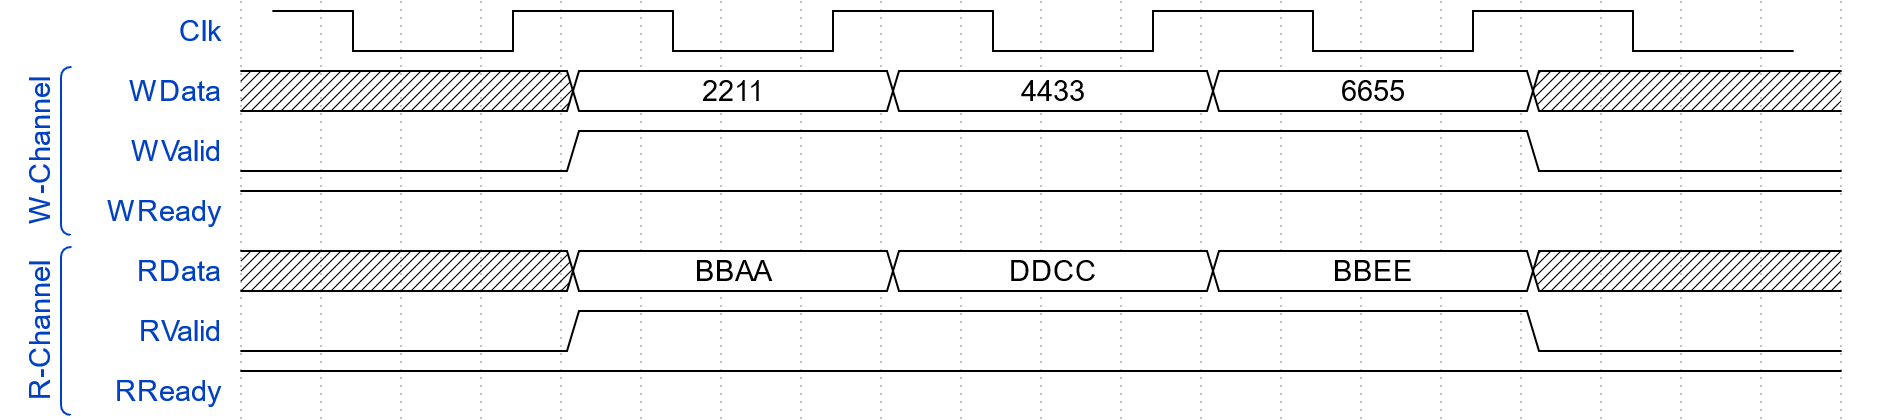 Clk
W-Channel
WData 2211 4433 6655
WValid
WReady
R-Channel
RData BBAA DDCC BBEE
RValid
RReady